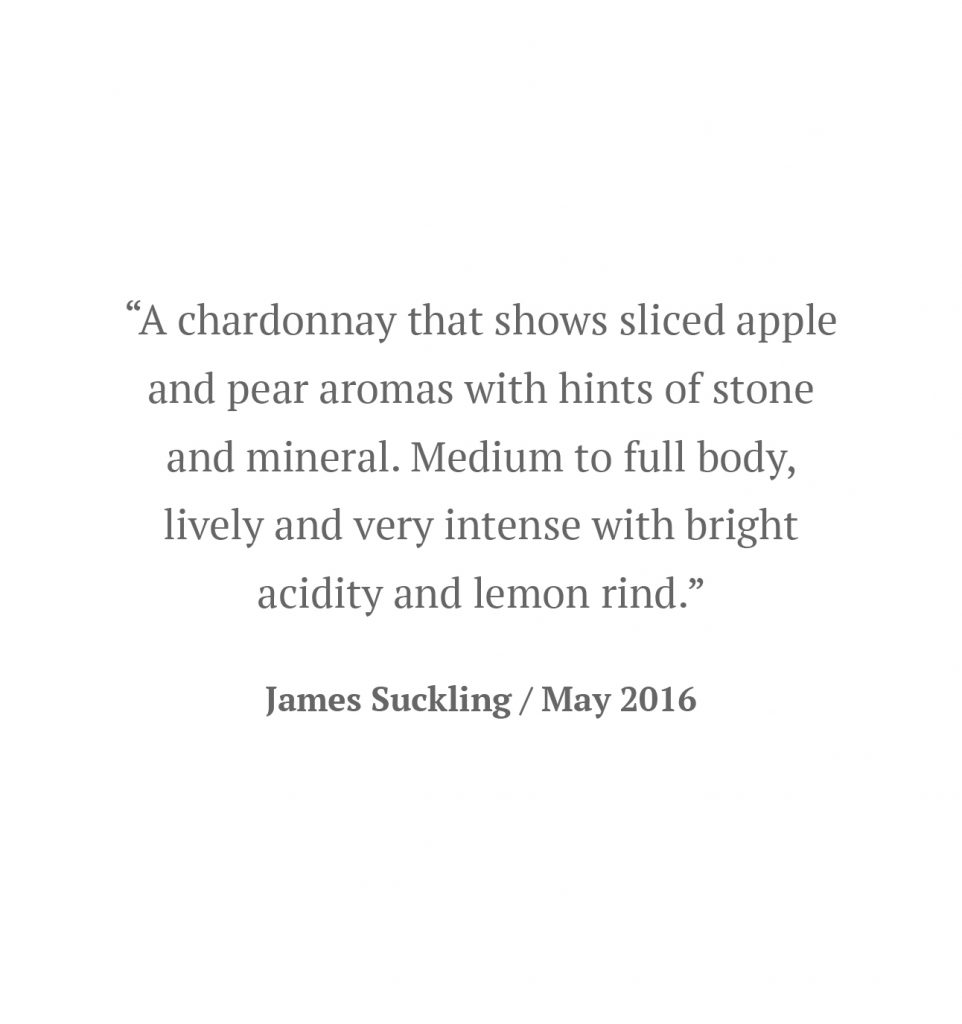 “A chardonnay that shows sliced apple
and pear aromas with hints of stone
and mineral. Medium to full body,
lively and very intense with bright
acidity and lemon rind.”
James Suckling / May 2016